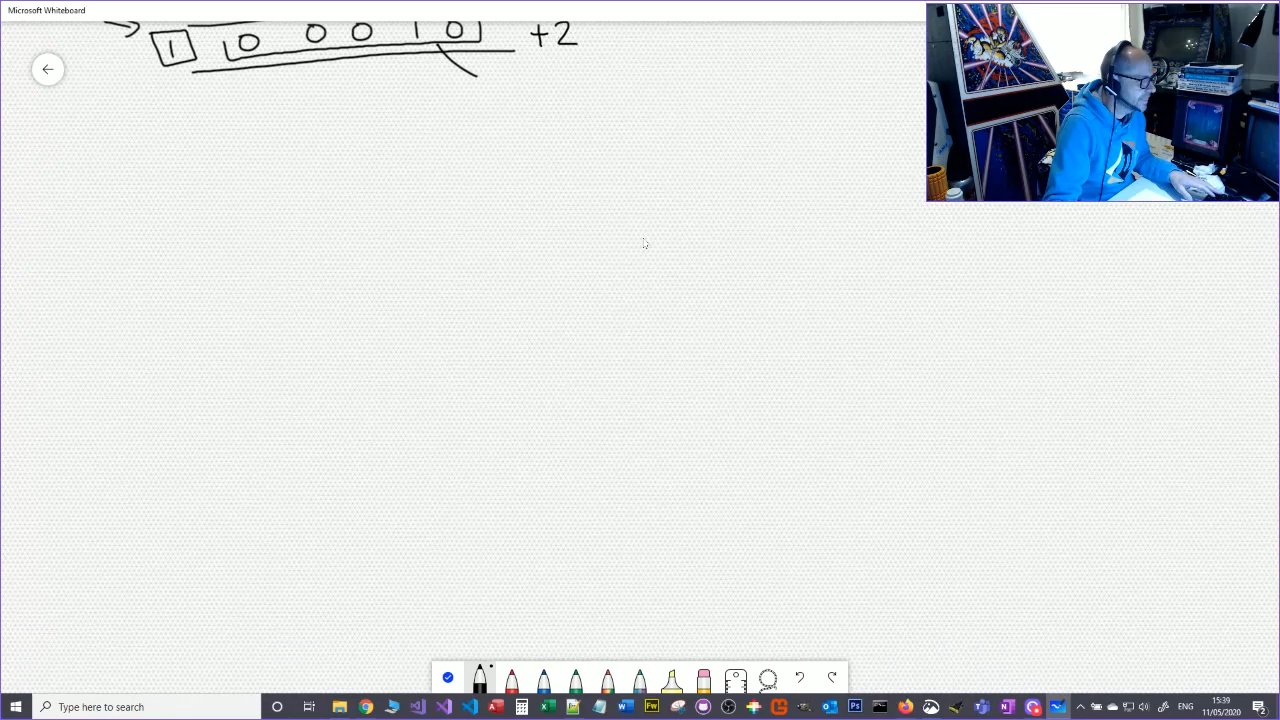 Microsoft Whiteboard
1 0 0 0 1 0 +2
Type here to search
ENG
15:39
11/05/2020
2